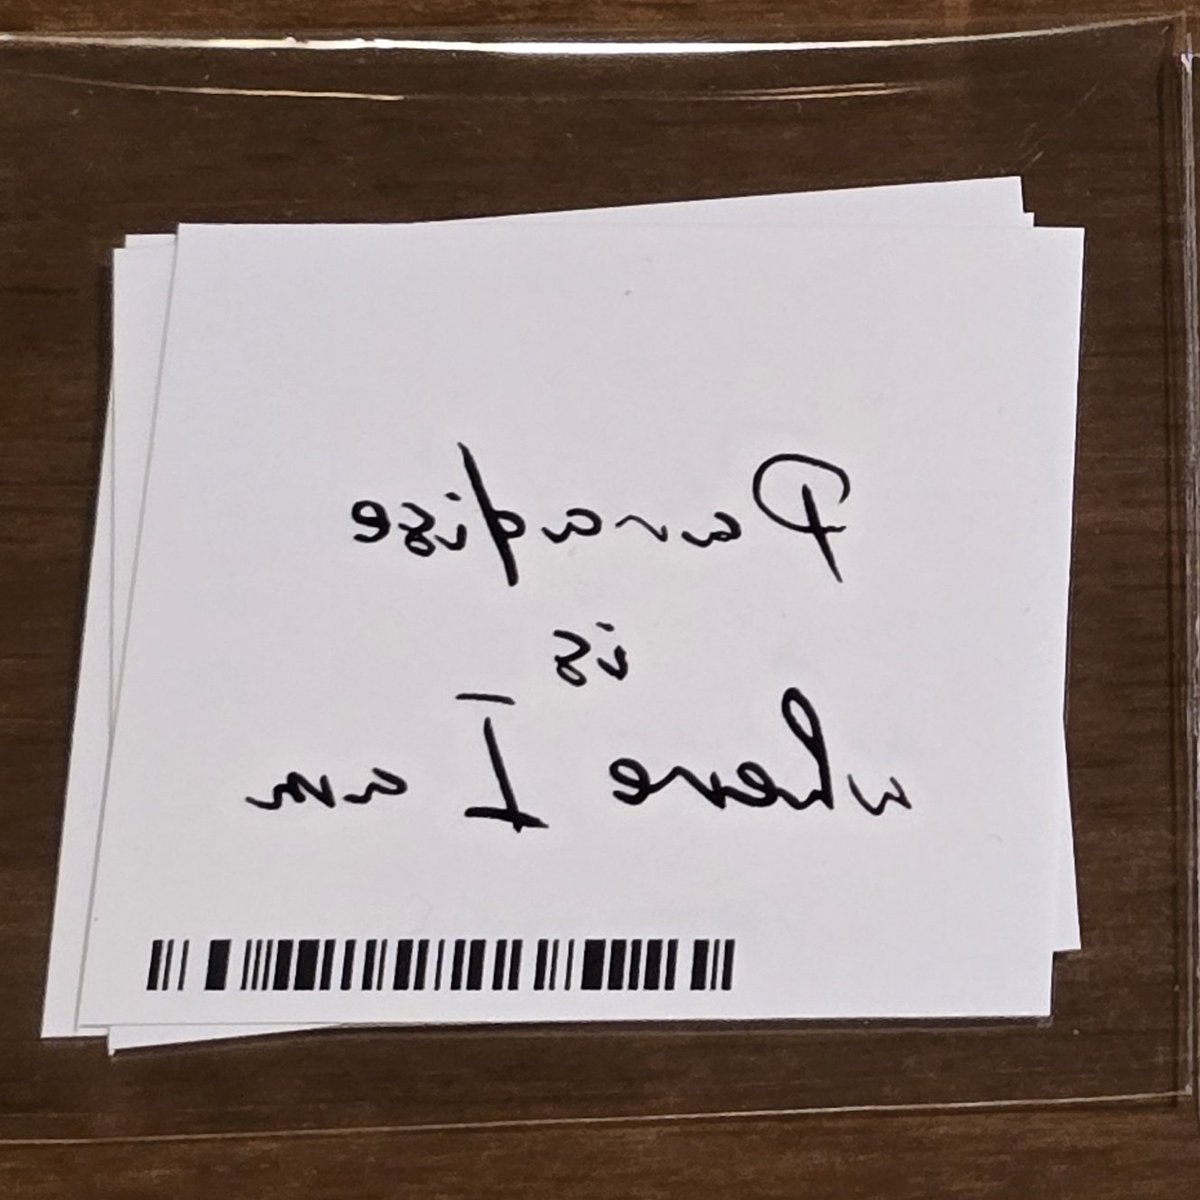 Paradise
is
where I am